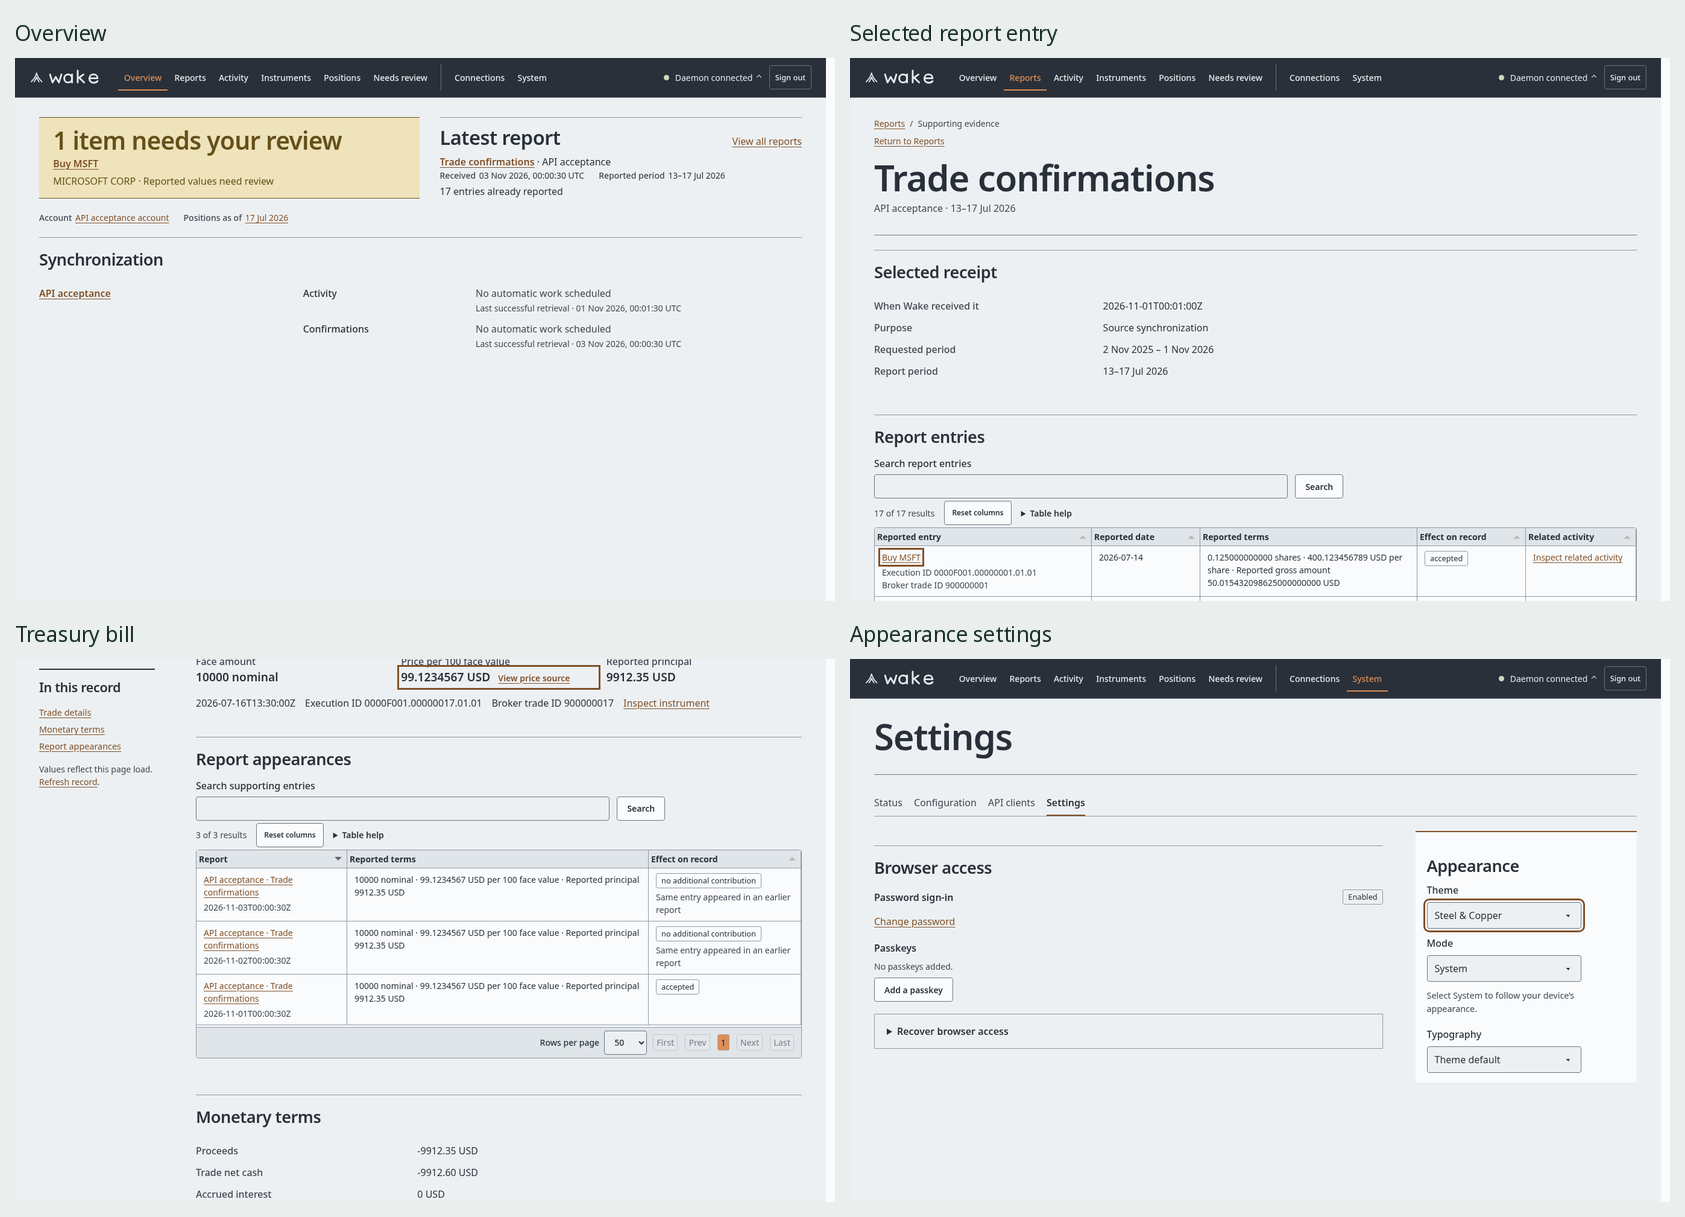 Overview
wake Overview Reports Activity Instruments Positions Needs review Connections System Daemon connected Sign out
1 item needs your review
Buy MSFT
MICROSOFT CORP · Reported values need review
Latest report
View all reports
Trade confirmations · API acceptance
Received 03 Nov 2026, 00:00:30 UTC Reported period 13–17 Jul 2026
17 entries already reported
Account API acceptance account Positions as of 17 Jul 2026
Synchronization
API acceptance
Activity
No automatic work scheduled
Last successful retrieval · 01 Nov 2026, 00:01:30 UTC
Confirmations
No automatic work scheduled
Last successful retrieval · 03 Nov 2026, 00:00:30 UTC
Selected report entry
wake Overview Reports Activity Instruments Positions Needs review Connections System Daemon connected Sign out
Reports / Supporting evidence
Return to Reports
Trade confirmations
API acceptance · 13–17 Jul 2026
Selected receipt
When Wake received it 2026-11-01T00:01:00Z
Purpose Source synchronization
Requested period 2 Nov 2025 – 1 Nov 2026
Report period 13–17 Jul 2026
Report entries
Search report entries
Search
17 of 17 results Reset columns Table help
Reported entry Reported date Reported terms Effect on record Related activity
Buy MSFT
Execution ID 0000F001.00000001.01.01
Broker trade ID 900000001
2026-07-14
0.125000000000 shares · 400.123456789 USD per
share · Reported gross amount
50.015432098625000000000 USD
accepted
Inspect related activity
Treasury bill
In this record
Trade details
Monetary terms
Report appearances
Values reflect this page load.
Refresh record.
Face amount Price per 100 face value Reported principal
10000 nominal 99.1234567 USD View price source 9912.35 USD
2026-07-16T13:30:00Z Execution ID 0000F001.00000017.01.01 Broker trade ID 900000017 Inspect instrument
Report appearances
Search supporting entries
Search
3 of 3 results Reset columns Table help
Report Reported terms Effect on record
API acceptance · Trade
confirmations
2026-11-03T00:00:30Z
10000 nominal · 99.1234567 USD per 100 face value · Reported principal
9912.35 USD
no additional contribution
Same entry appeared in an earlier
report
API acceptance · Trade
confirmations
2026-11-02T00:00:30Z
10000 nominal · 99.1234567 USD per 100 face value · Reported principal
9912.35 USD
no additional contribution
Same entry appeared in an earlier
report
API acceptance · Trade
confirmations
2026-11-01T00:00:30Z
10000 nominal · 99.1234567 USD per 100 face value · Reported principal
9912.35 USD
accepted
Rows per page 50 First Prev 1 Next Last
Monetary terms
Proceeds -9912.35 USD
Trade net cash -9912.60 USD
Accrued interest 0 USD
Appearance settings
wake Overview Reports Activity Instruments Positions Needs review Connections System Daemon connected Sign out
Settings
Status Configuration API clients Settings
Browser access
Password sign-in Enabled
Change password
Passkeys
No passkeys added.
Add a passkey
Recover browser access
Appearance
Theme
Steel & Copper
Mode
System
Select System to follow your device's
appearance.
Typography
Theme default